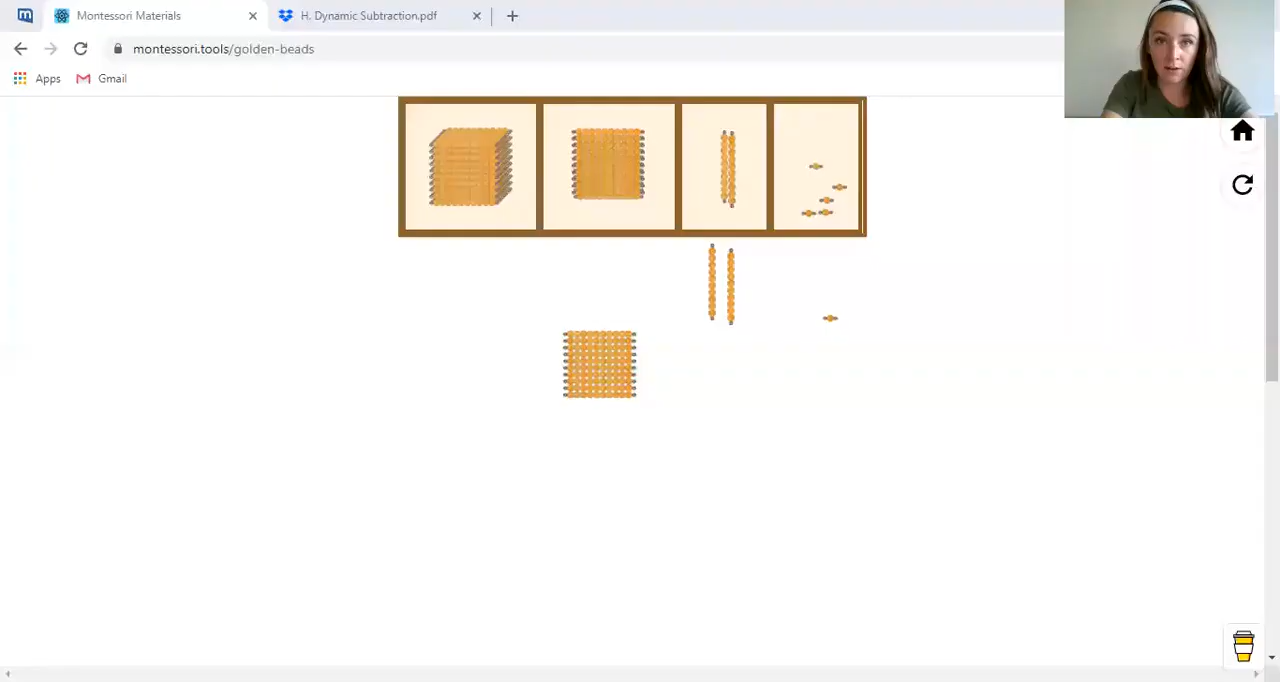 Montessori Materials
H. Dynamic Subtraction.pdf
montessori.tools/golden-beads
Apps
Gmail